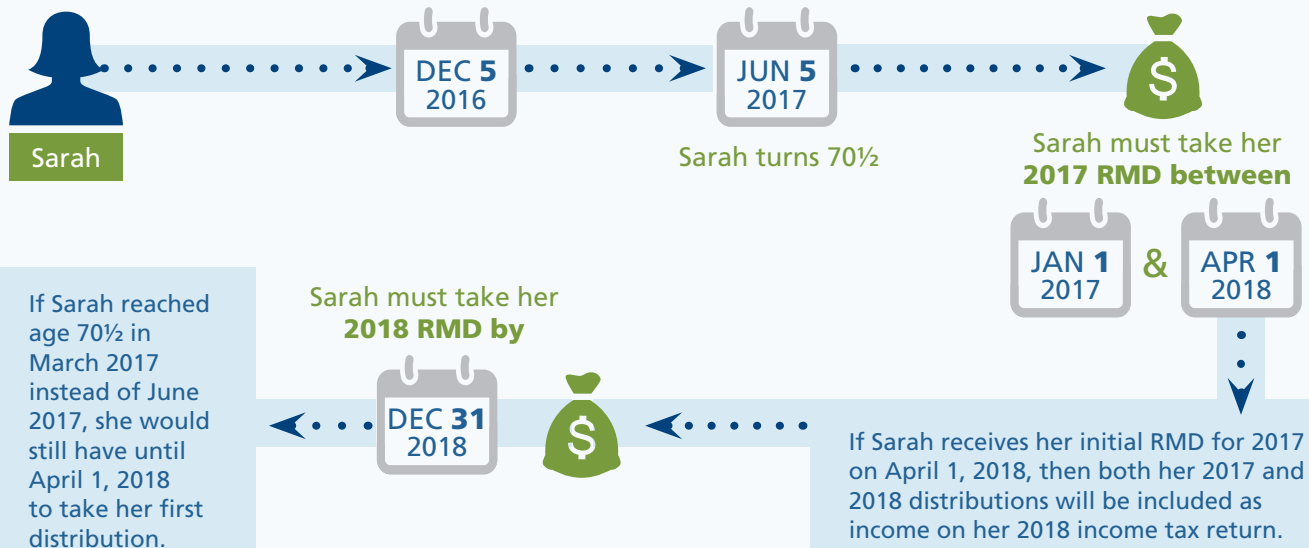 Sarah
DEC 5
2016
JUN 5
2017
Sarah turns 70½
$
Sarah must take her
2017 RMD between
JAN 1
2017
&
APR 1
2018
If Sarah receives her initial RMD for 2017
on April 1, 2018, then both her 2017 and
2018 distributions will be included as
income on her 2018 income tax return.
Sarah must take her
2018 RMD by
$
DEC 31
2018
If Sarah reached
age 70½ in
March 2017
instead of June
2017, she would
still have until
April 1, 2018
to take her first
distribution.